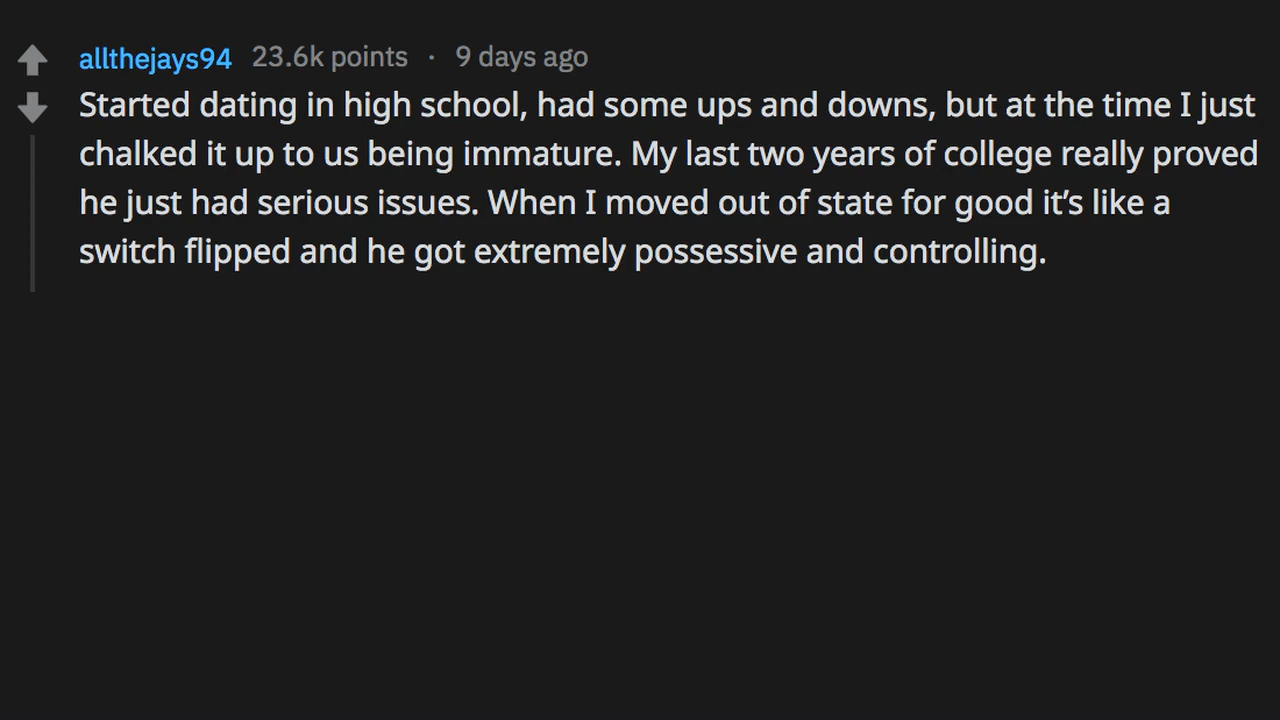 allthejays94 23.6k points · 9 days ago
Started dating in high school, had some ups and downs, but at the time I just
chalked it up to us being immature. My last two years of college really proved
he just had serious issues. When I moved out of state for good it’s like a
switch flipped and he got extremely possessive and controlling.